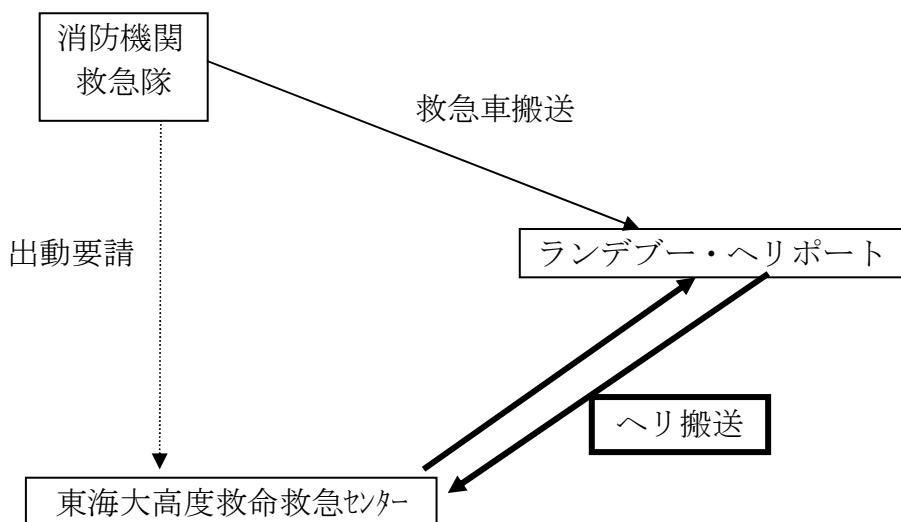 消防機関
救急隊
救急車搬送
出動要請
ランデブー・ヘリポート
ヘリ搬送
東海大高度救命救急ｾﾝﾀｰ